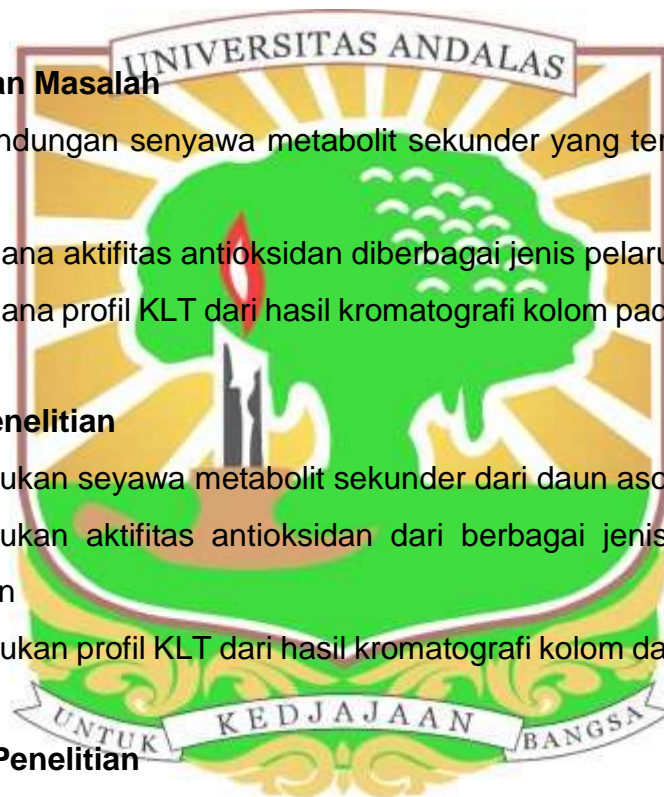 UNIVERSITAS ANDALAS
an Masalah
ndungan senyawa metabolit sekunder yang ter
ana aktifitas antioksidan diberbagai jenis pelaru
ana profil KLT dari hasil kromatografi kolom pad
enelitian
ukan seyawa metabolit sekunder dari daun aso
ukan aktifitas antioksidan dari berbagai jenis
n
ukan profil KLT dari hasil kromatografi kolom da
UNTUK KEDJAJAAN BANGSA
Penelitian